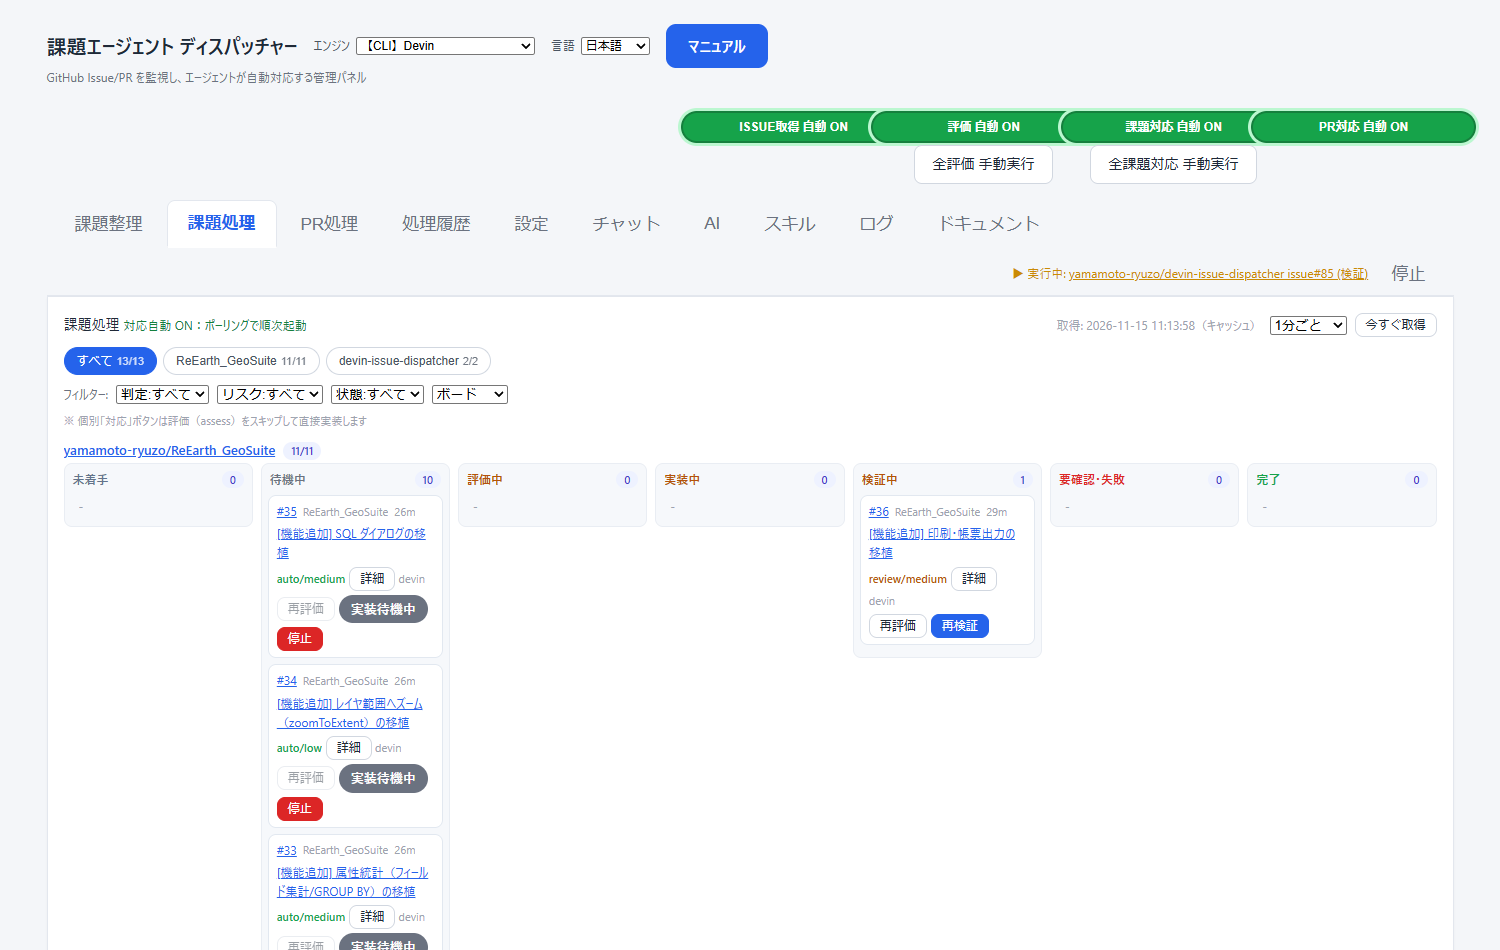 課題エージェント ディスパッチャー エンジン 【CLI】Devin 言語 日本語 マニュアル
GitHub Issue/PR を監視し、エージェントが自動対応する管理パネル
ISSUE取得 自動 ON 評価 自動 ON 課題対応 自動 ON PR対応 自動 ON
全評価 手動実行 全課題対応 手動実行
課題整理 課題処理 PR処理 処理履歴 設定 チャット AI スキル ログ ドキュメント
▶ 実行中: yamamoto-ryuzo/devin-issue-dispatcher issue#85 (検証) 停止
課題処理 対応自動 ON：ポーリングで順次起動 取得: 2026-11-15 11:13:58（キャッシュ） 1分ごと 今すぐ取得
すべて 13/13 ReEarth_GeoSuite 11/11 devin-issue-dispatcher 2/2
フィルター: 判定:すべて リスク:すべて 状態:すべて ボード
※ 個別「対応」ボタンは評価（assess）をスキップして直接実装します
yamamoto-ryuzo/ReEarth_GeoSuite 11/11
未着手 0
-
待機中 10
#35 ReEarth_GeoSuite 26m
[機能追加] SQL ダイアログの移
植
auto/medium 詳細 devin
再評価 実装待機中
停止
#34 ReEarth_GeoSuite 26m
[機能追加] レイヤ範囲へズーム
（zoomToExtent）の移植
auto/low 詳細 devin
再評価 実装待機中
停止
#33 ReEarth_GeoSuite 26m
[機能追加] 属性統計（フィール
ド集計/GROUP BY）の移植
auto/medium 詳細 devin
再評価 実装待機中
評価中 0
-
実装中 0
-
検証中 1
#36 ReEarth_GeoSuite 29m
[機能追加] 印刷・帳票出力の
移植
review/medium 詳細
devin
再評価 再検証
要確認・失敗 0
-
完了 0
-